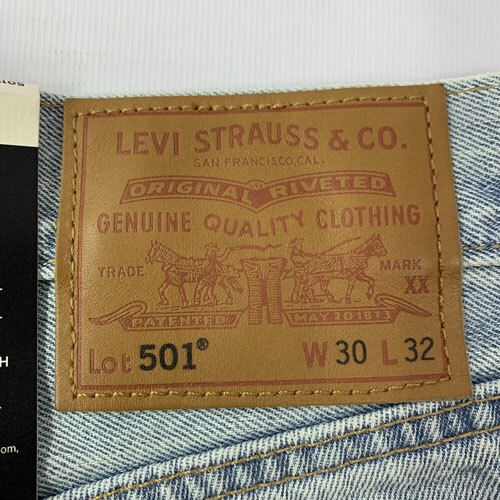 LEVI STRAUSS & CO.
SAN FRANCISCO, CAL.
ORIGINAL RIVETED
GENUINE QUALITY CLOTHING
TRADE MARK
XX
PATENTED MAY 20 1873
Lot 501® W 30 L 32
H
om,